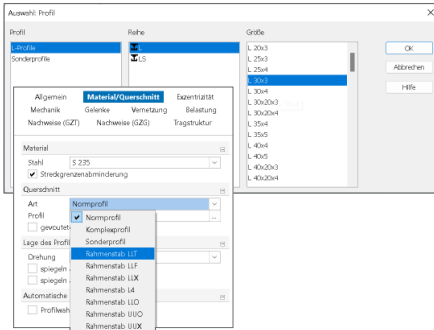 Auswahl: Profil
Profil
Reihe
Größe
L-Profile
Sonderprofile
L
LS
L 20x3
L 25x3
L 25x4
L 30x3
L 30x4
L 30x20x3
L 30x20x4
L 35x4
L 35x5
L 40x4
L 40x5
L 40x20x3
L 40x20x4
OK
Abbrechen
Hilfe
Allgemein Material/Querschnitt Exzentrizität
Mechanik Gelenke Vernetzung Belastung
Nachweise (GZT) Nachweise (GZG) Tragstruktur
Material
Stahl S 235
Streckgrenzenabminderung
Querschnitt
Art Normprofil
Profil
gevoutet
Lage des Profil
Drehung
spiegeln
spiegeln
Automatische
Profilweh
Normprofil
Komplexprofil
Sonderprofil
Rahmenstab LLT
Rahmenstab LLF
Rahmenstab LLX
Rahmenstab L4
Rahmenstab LLO
Rahmenstab UUO
Rahmenstab UUX